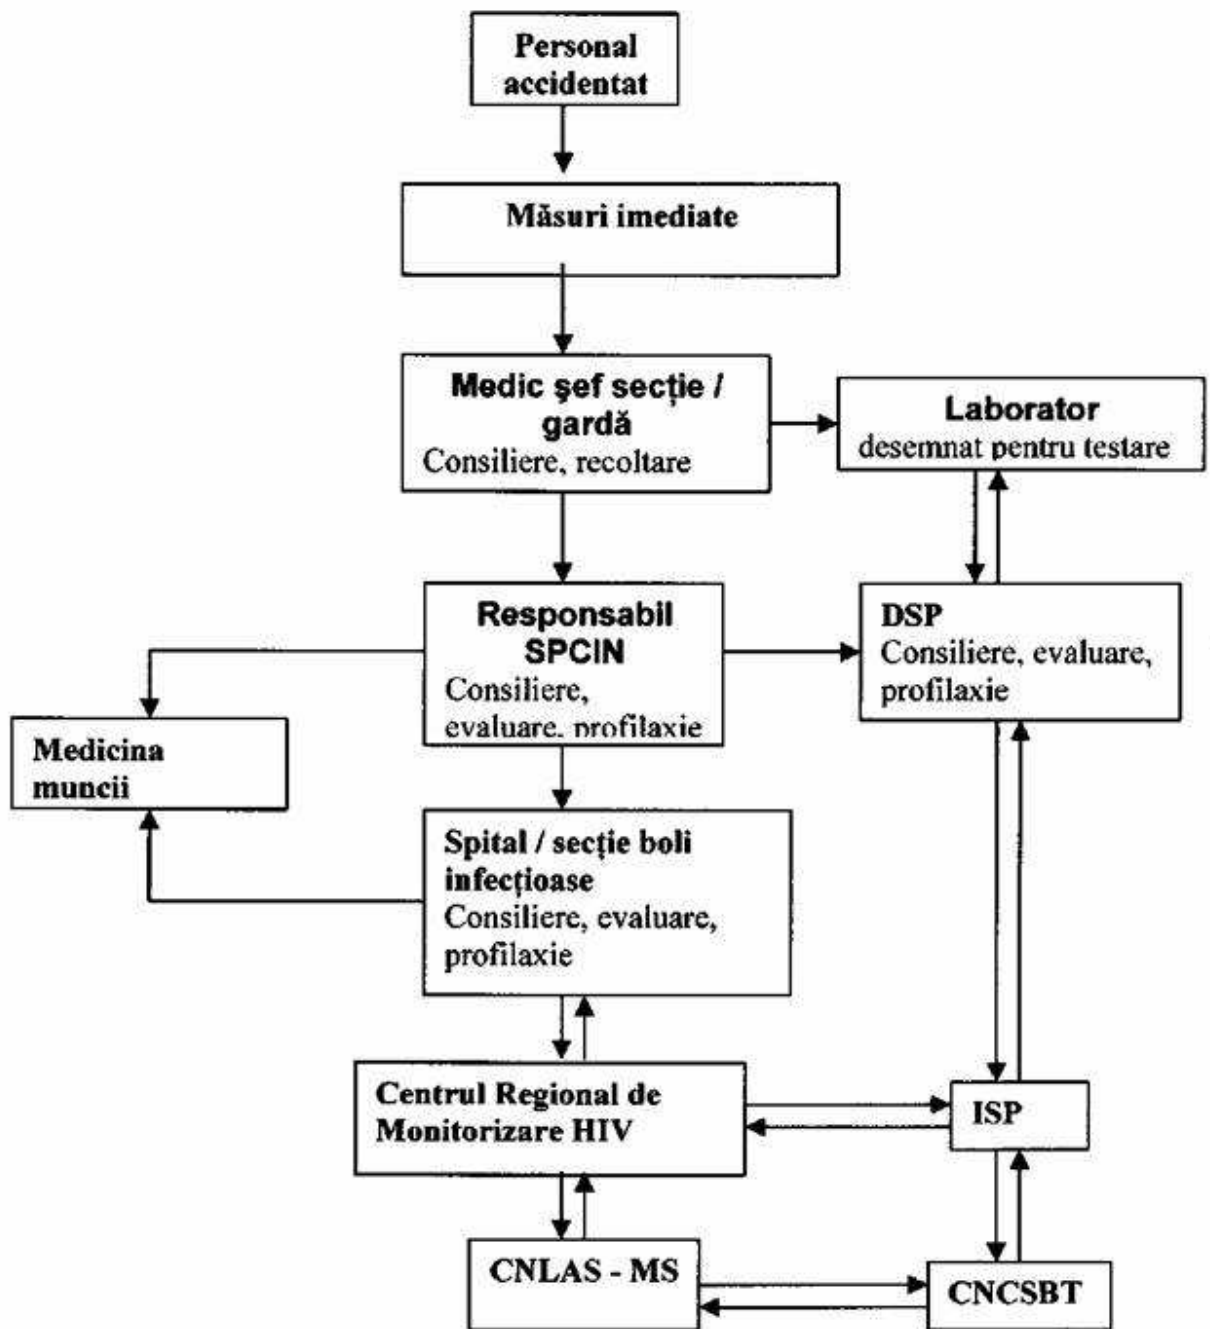 Personal
accidentat
Măsuri imediate
Medic şef secţie /
gardă
Consiliere, recoltare
Laborator
desemnat pentru testare
Responsabil
SPCIN
Consiliere,
evaluare, profilaxie
DSP
Consiliere, evaluare,
profilaxie
Medicina
muncii
Spital / secţie boli
infecţioase
Consiliere, evaluare,
profilaxie
Centrul Regional de
Monitorizare HIV
ISP
CNLAS - MS
CNCSBT